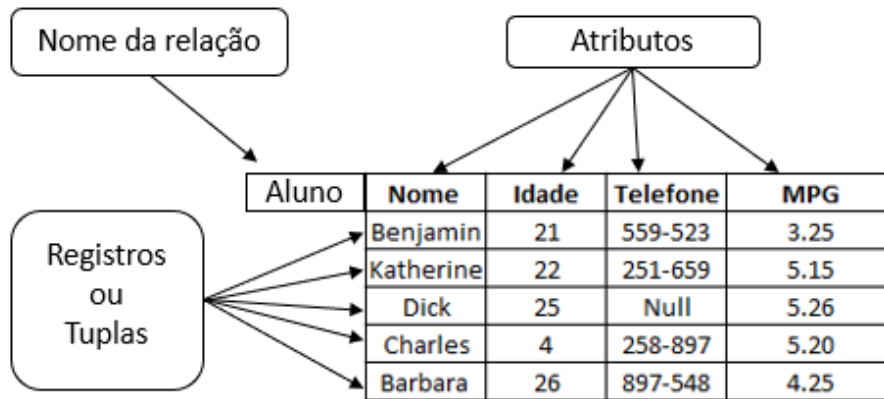 Nome da relação
Atributos
Aluno Nome Idade Telefone MPG
Registros
ou
Tuplas
Benjamin 21 559-523 3.25
Katherine 22 251-659 5.15
Dick 25 Null 5.26
Charles 4 258-897 5.20
Barbara 26 897-548 4.25